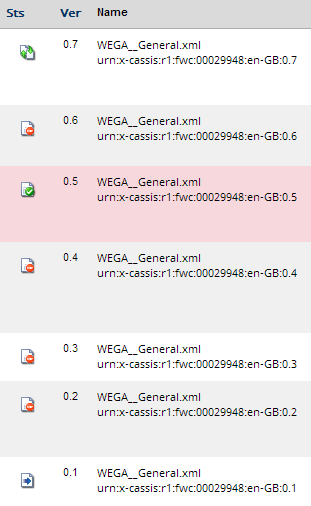 Sts Ver Name
0.7 WEGA__General.xml
urn:x-cassis:r1:fwc:00029948:en-GB:0.7
0.6 WEGA__General.xml
urn:x-cassis:r1:fwc:00029948:en-GB:0.6
0.5 WEGA__General.xml
urn:x-cassis:r1:fwc:00029948:en-GB:0.5
0.4 WEGA__General.xml
urn:x-cassis:r1:fwc:00029948:en-GB:0.4
0.3 WEGA__General.xml
urn:x-cassis:r1:fwc:00029948:en-GB:0.3
0.2 WEGA__General.xml
urn:x-cassis:r1:fwc:00029948:en-GB:0.2
0.1 WEGA__General.xml
urn:x-cassis:r1:fwc:00029948:en-GB:0.1